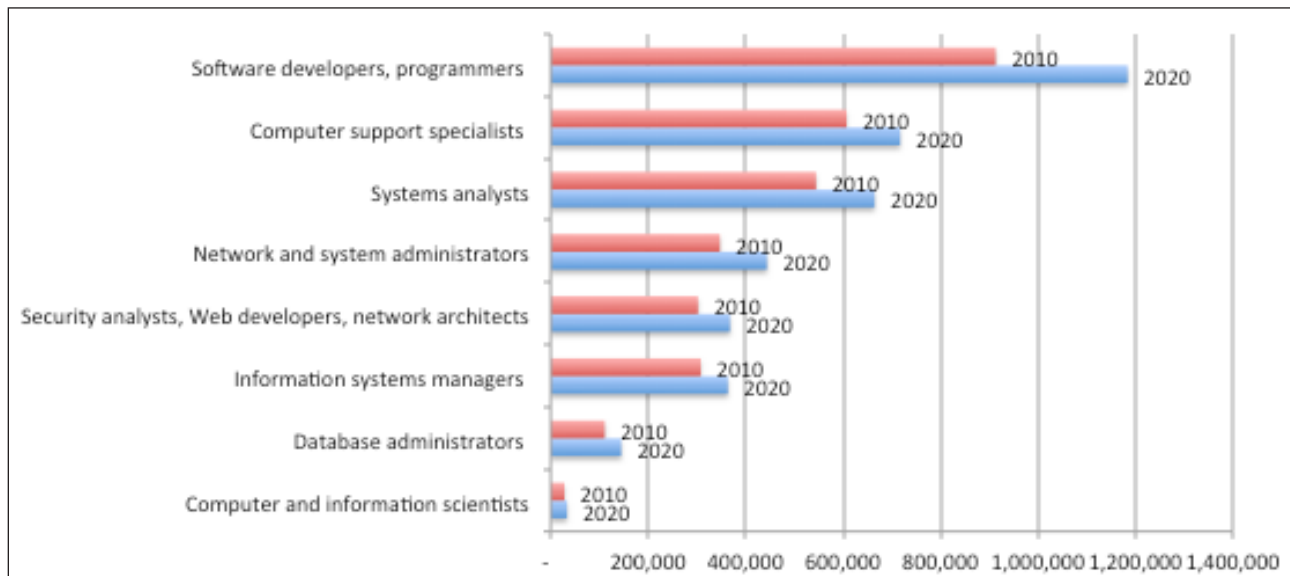 Software developers, programmers
2010
2020
Computer support specialists
2010
2020
Systems analysts
2010
2020
Network and system administrators
2010
2020
Security analysts, Web developers, network architects
2010
2020
Information systems managers
2010
2020
Database administrators
2010
2020
Computer and information scientists
2010
2020
- 200,000 400,000 600,000 800,000 1,000,000 1,200,000 1,400,000